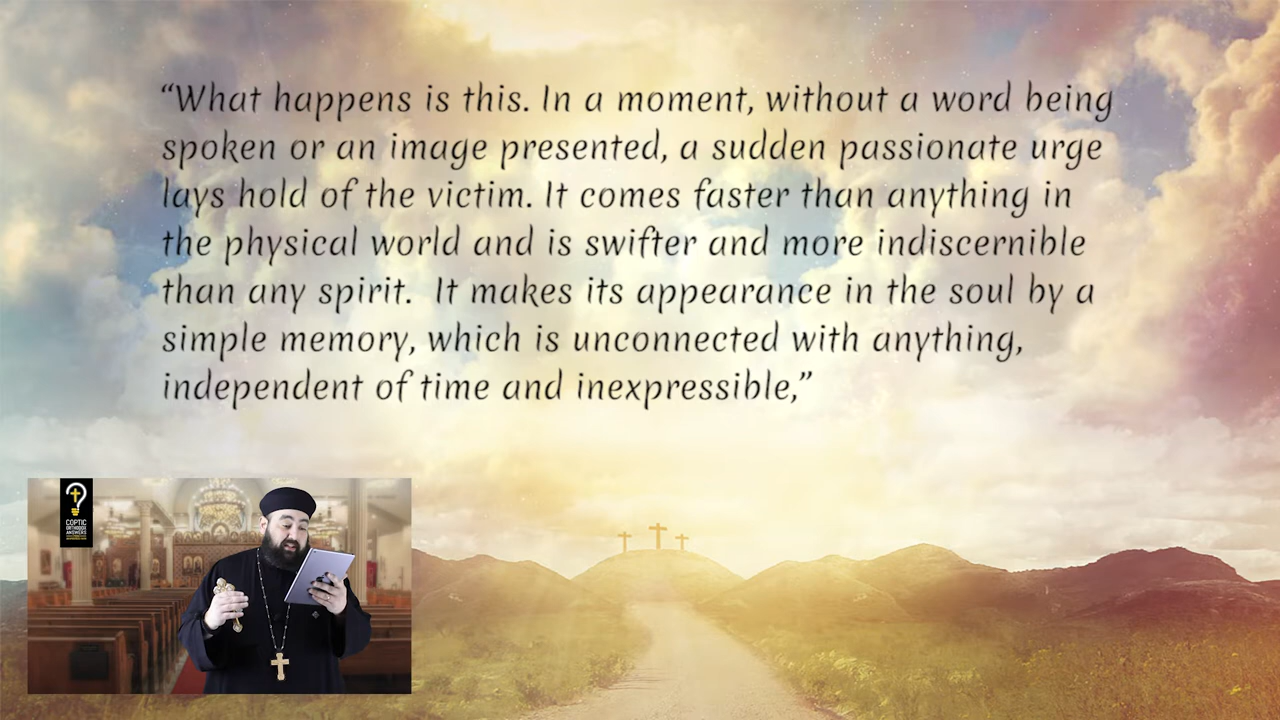 “What happens is this. In a moment, without a word being
spoken or an image presented, a sudden passionate urge
lays hold of the victim. It comes faster than anything in
the physical world and is swifter and more indiscernible
than any spirit.  It makes its appearance in the soul by a
simple memory, which is unconnected with anything,
independent of time and inexpressible,”
COPTIC
ORTHODOX
ANSWERS